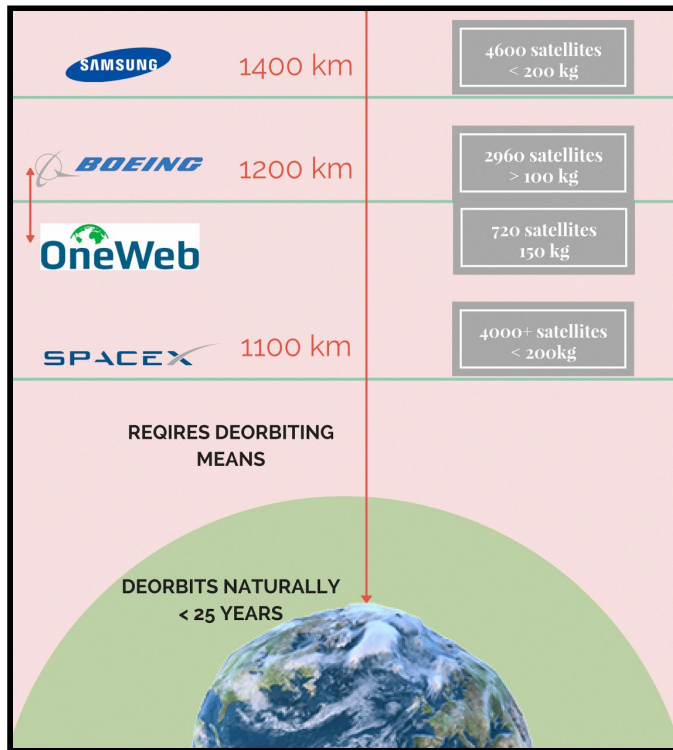 SAMSUNG
1400 km
4600 satellites
< 200 kg
BOEING
1200 km
2960 satellites
> 100 kg
OneWeb
720 satellites
150 kg
SPACEX
1100 km
4000+ satellites
< 200kg
REQIRES DEORBITING
MEANS
DEORBITS NATURALLY
< 25 YEARS